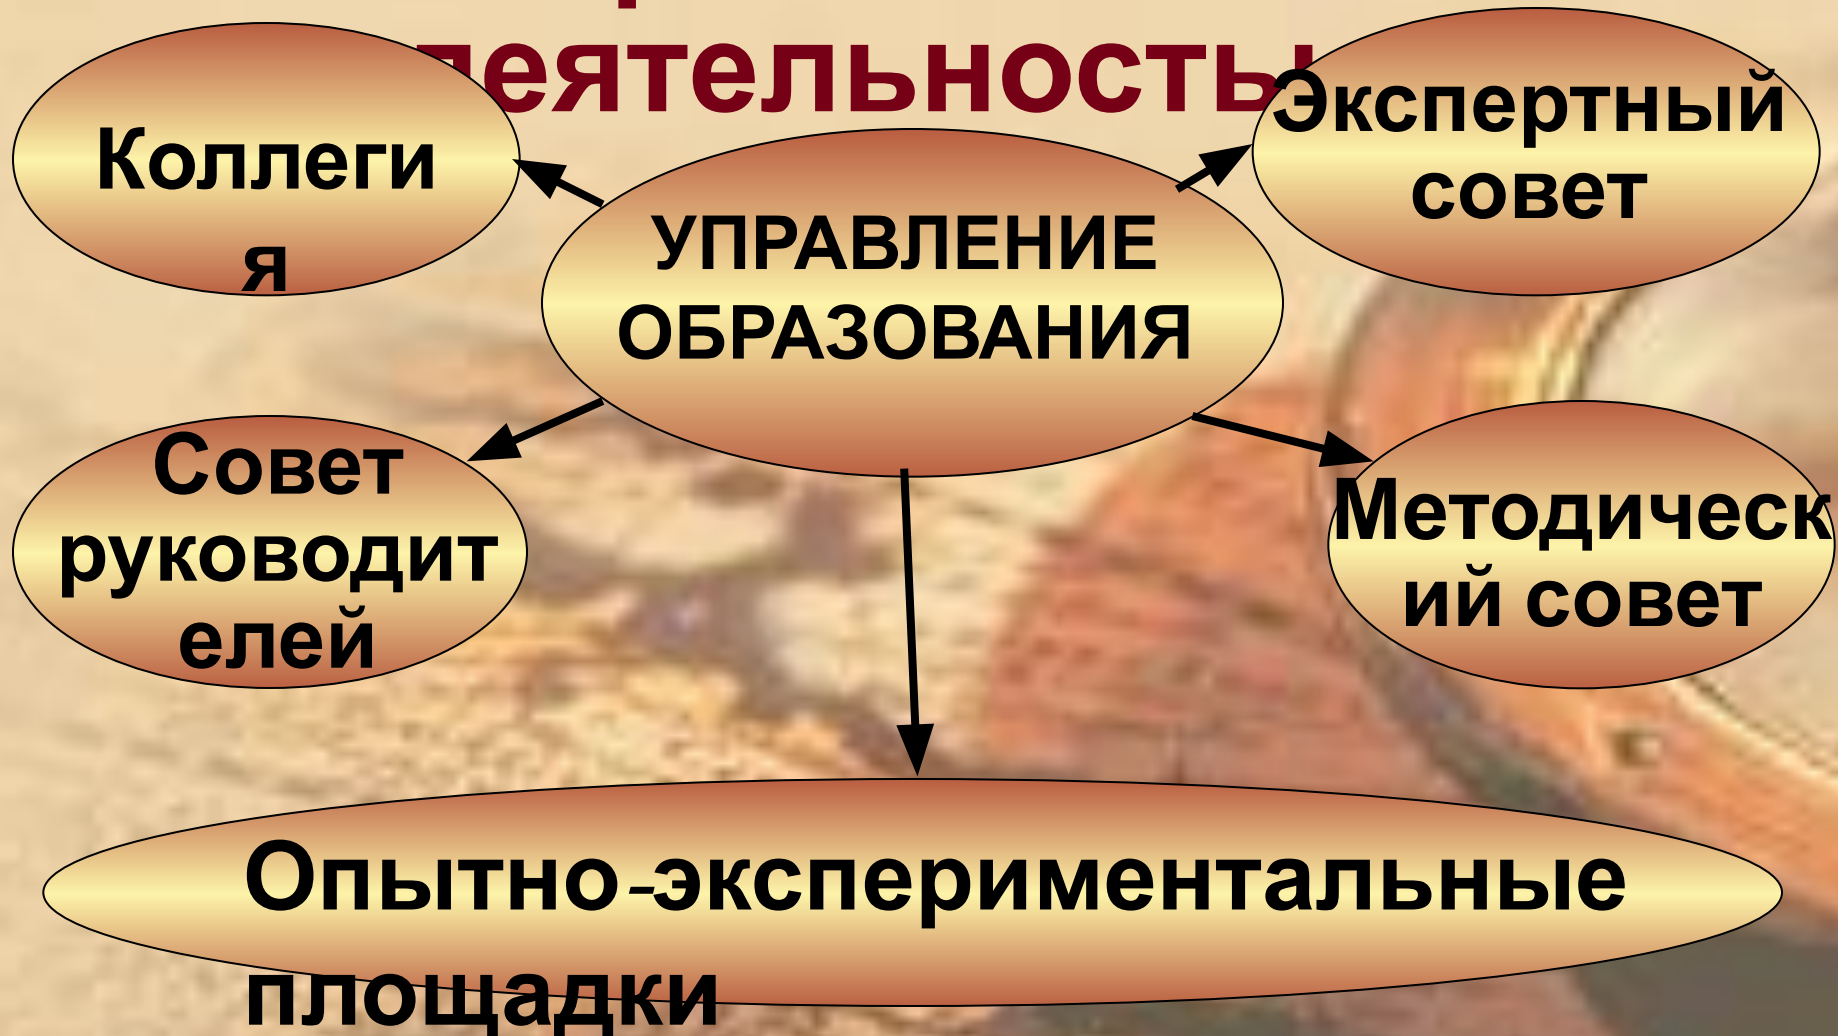 деятельность
Коллеги
я
Экспертный
совет
УПРАВЛЕНИЕ
ОБРАЗОВАНИЯ
Совет
руководит
елей
Методическ
ий совет
Опытно-экспериментальные
площадки